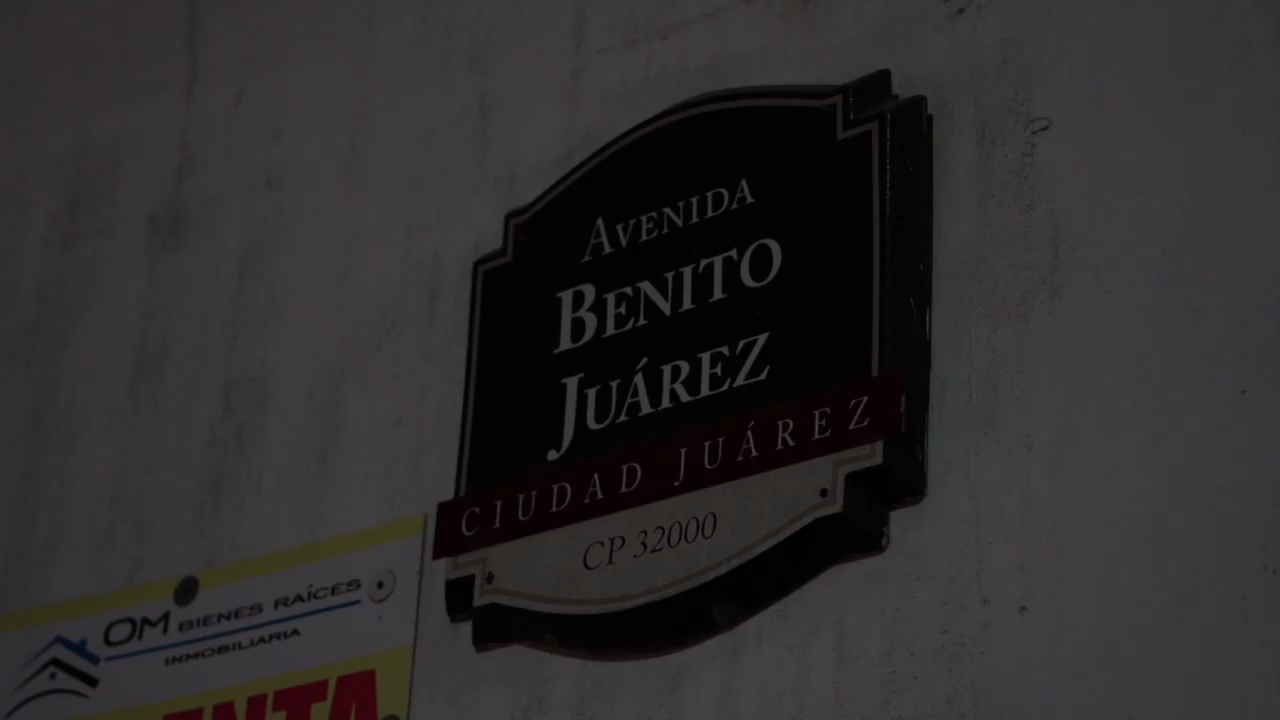 AVENIDA
BENITO
JUÁREZ
CIUDAD JUÁREZ
CP 32000
OM BIENES RAÍCES
INMOBILIARIA